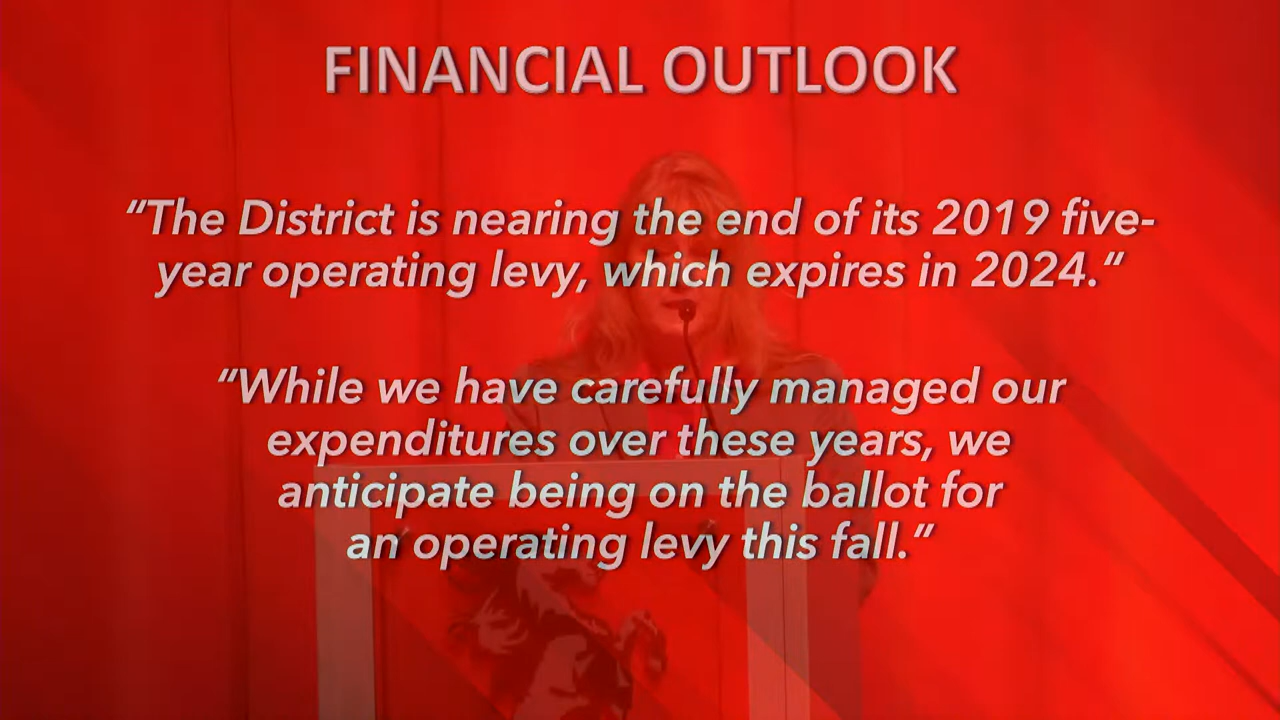 FINANCIAL OUTLOOK
“The District is nearing the end of its 2019 five-
year operating levy, which expires in 2024.“
“While we have carefully managed our
expenditures over these years, we
anticipate being on the ballot for
an operating levy this fall.”